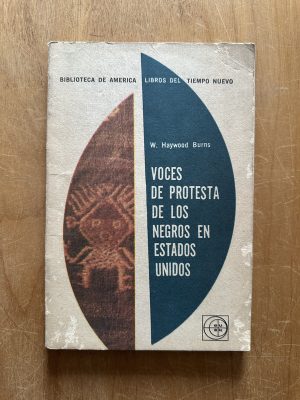 BIBLIOTECA DE AMERICA LIBROS DEL TIEMPO NUEVO
W. Haywood Burns
VOCES
DE PROTESTA
DE LOS
NEGROS EN
ESTADOS
UNIDOS